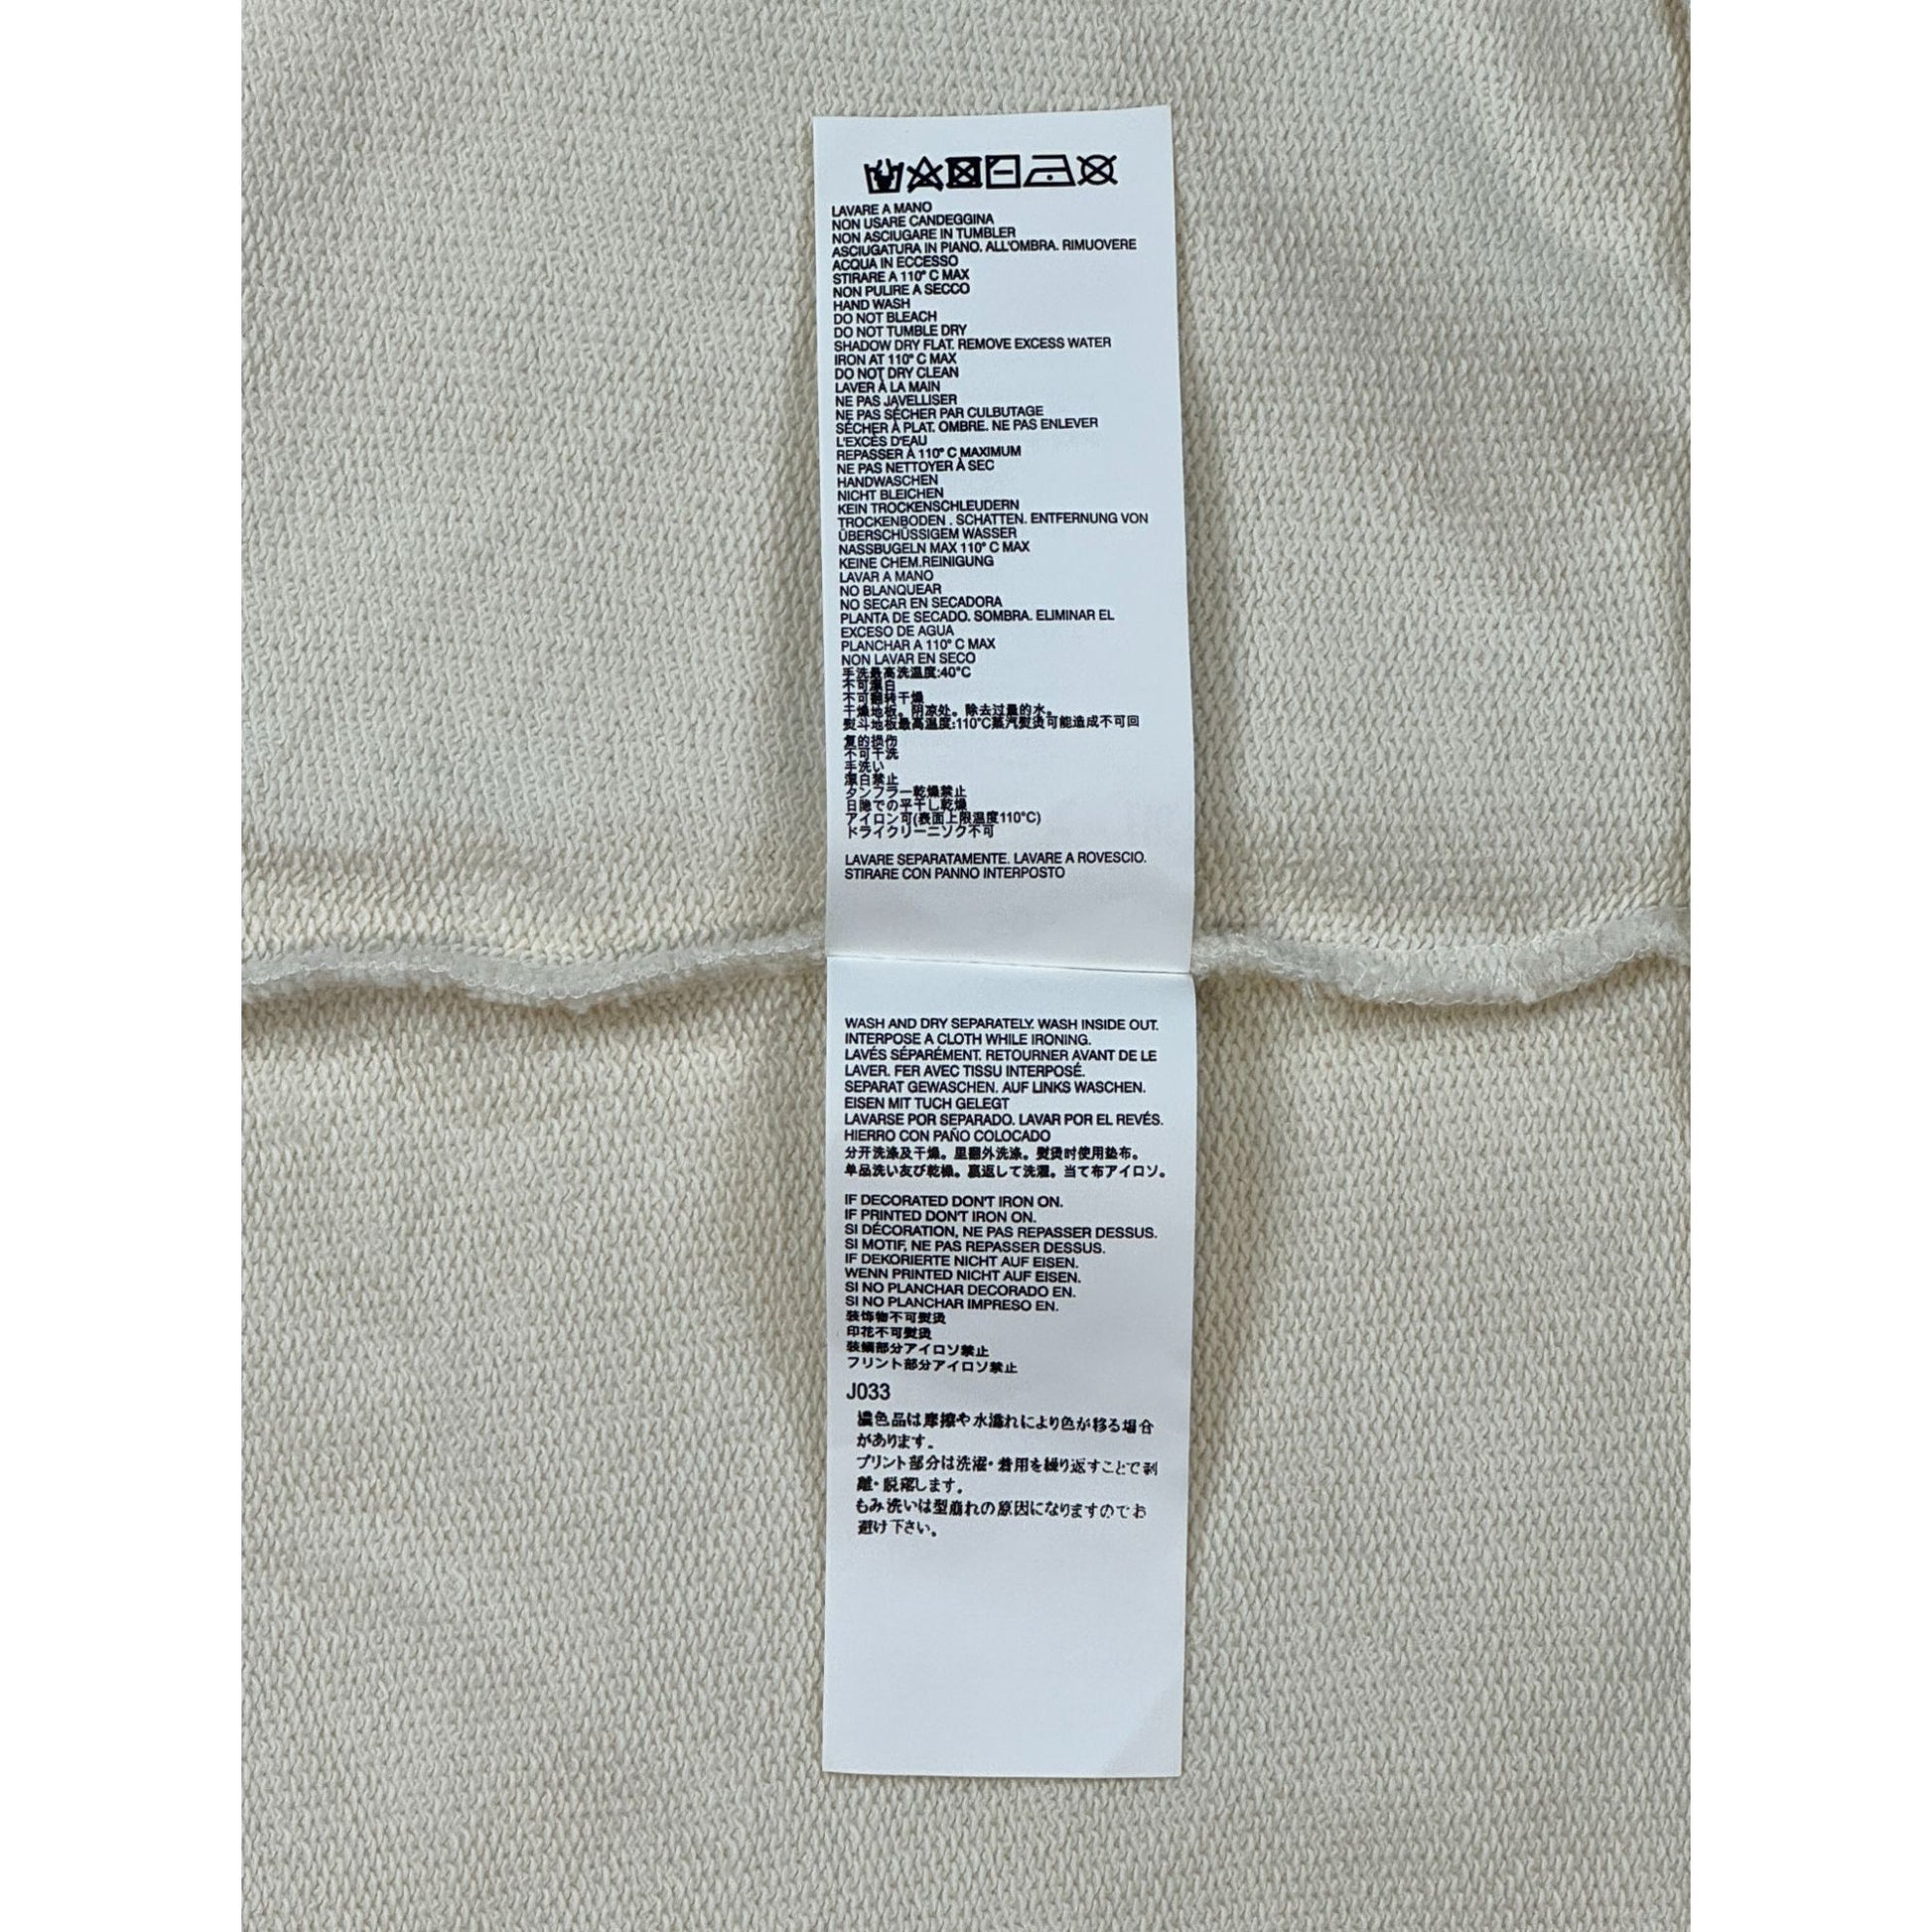 LAVARE A MANO
NON USARE CANDEGGINA
NON ASCIUGARE IN TUMBLER
ASCIUGATURA IN PIANO. ALL'OMBRA. RIMUOVERE
ACQUA IN ECCESSO
STIRARE A 110° C MAX
NON PULIRE A SECCO
HAND WASH
DO NOT BLEACH
DO NOT TUMBLE DRY
SHADOW DRY FLAT. REMOVE EXCESS WATER
IRON AT 110° C MAX
DO NOT DRY CLEAN
LAVER À LA MAIN
NE PAS JAVELLISER
NE PAS SÉCHER PAR CULBUTAGE
SÉCHER À PLAT. OMBRE. NE PAS ENLEVER
L'EXCÈS D'EAU
REPASSER À 110° C MAXIMUM
NE PAS NETTOYER À SEC
HANDWASCHEN
NICHT BLEICHEN
KEIN TROCKENSCHLEUDERN
TROCKENBODEN . SCHATTEN. ENTFERNUNG VON
ÜBERSCHÜSSIGEM WASSER
NASSBUGELN MAX 110° C MAX
KEINE CHEM.REINIGUNG
LAVAR A MANO
NO BLANQUEAR
NO SECAR EN SECADORA
PLANTA DE SECADO. SOMBRA. ELIMINAR EL
EXCESO DE AGUA
PLANCHAR A 110° C MAX
NON LAVAR EN SECO
手洗最高洗温度:40°C
不可漂白
不可翻转干燥
干燥地板。阴凉处。除去过量的水。
熨斗地板最高温度:110°C蒸汽熨烫可能造成不可回
复的损伤
不可干洗
手洗い
漂白禁止
タンフラー乾燥禁止
日陰での平干し乾燥
アイロン可(表面上限温度110°C)
ドライクリーニソク不可
LAVARE SEPARATAMENTE. LAVARE A ROVESCIO.
STIRARE CON PANNO INTERPOSTO
WASH AND DRY SEPARATELY. WASH INSIDE OUT.
INTERPOSE A CLOTH WHILE IRONING.
LAVÉS SÉPARÉMENT. RETOURNER AVANT DE LE
LAVER. FER AVEC TISSU INTERPOSÉ.
SEPARAT GEWASCHEN. AUF LINKS WASCHEN.
EISEN MIT TUCH GELEGT
LAVARSE POR SEPARADO. LAVAR POR EL REVÉS.
HIERRO CON PAÑO COLOCADO
分开洗涤及干燥。里翻外洗涤。熨烫时使用垫布。
单品洗い友び乾燥。裏返して洗濯。当て布アイロソ。
IF DECORATED DON'T IRON ON.
IF PRINTED DON'T IRON ON.
SI DÉCORATION, NE PAS REPASSER DESSUS.
SI MOTIF, NE PAS REPASSER DESSUS.
IF DEKORIERTE NICHT AUF EISEN.
WENN PRINTED NICHT AUF EISEN.
SI NO PLANCHAR DECORADO EN.
SI NO PLANCHAR IMPRESO EN.
装饰物不可熨烫
印花不可熨烫
装飾部分アイロソ禁止
フリント部分アイロソ禁止
J033
濃色品は摩擦や水濡れにより色が移る場合
があります。
プリント部分は洗濯・着用を繰り返すことで剥
離・脱落します。
もみ洗いは型崩れの原因になりますのでお
避け下さい。